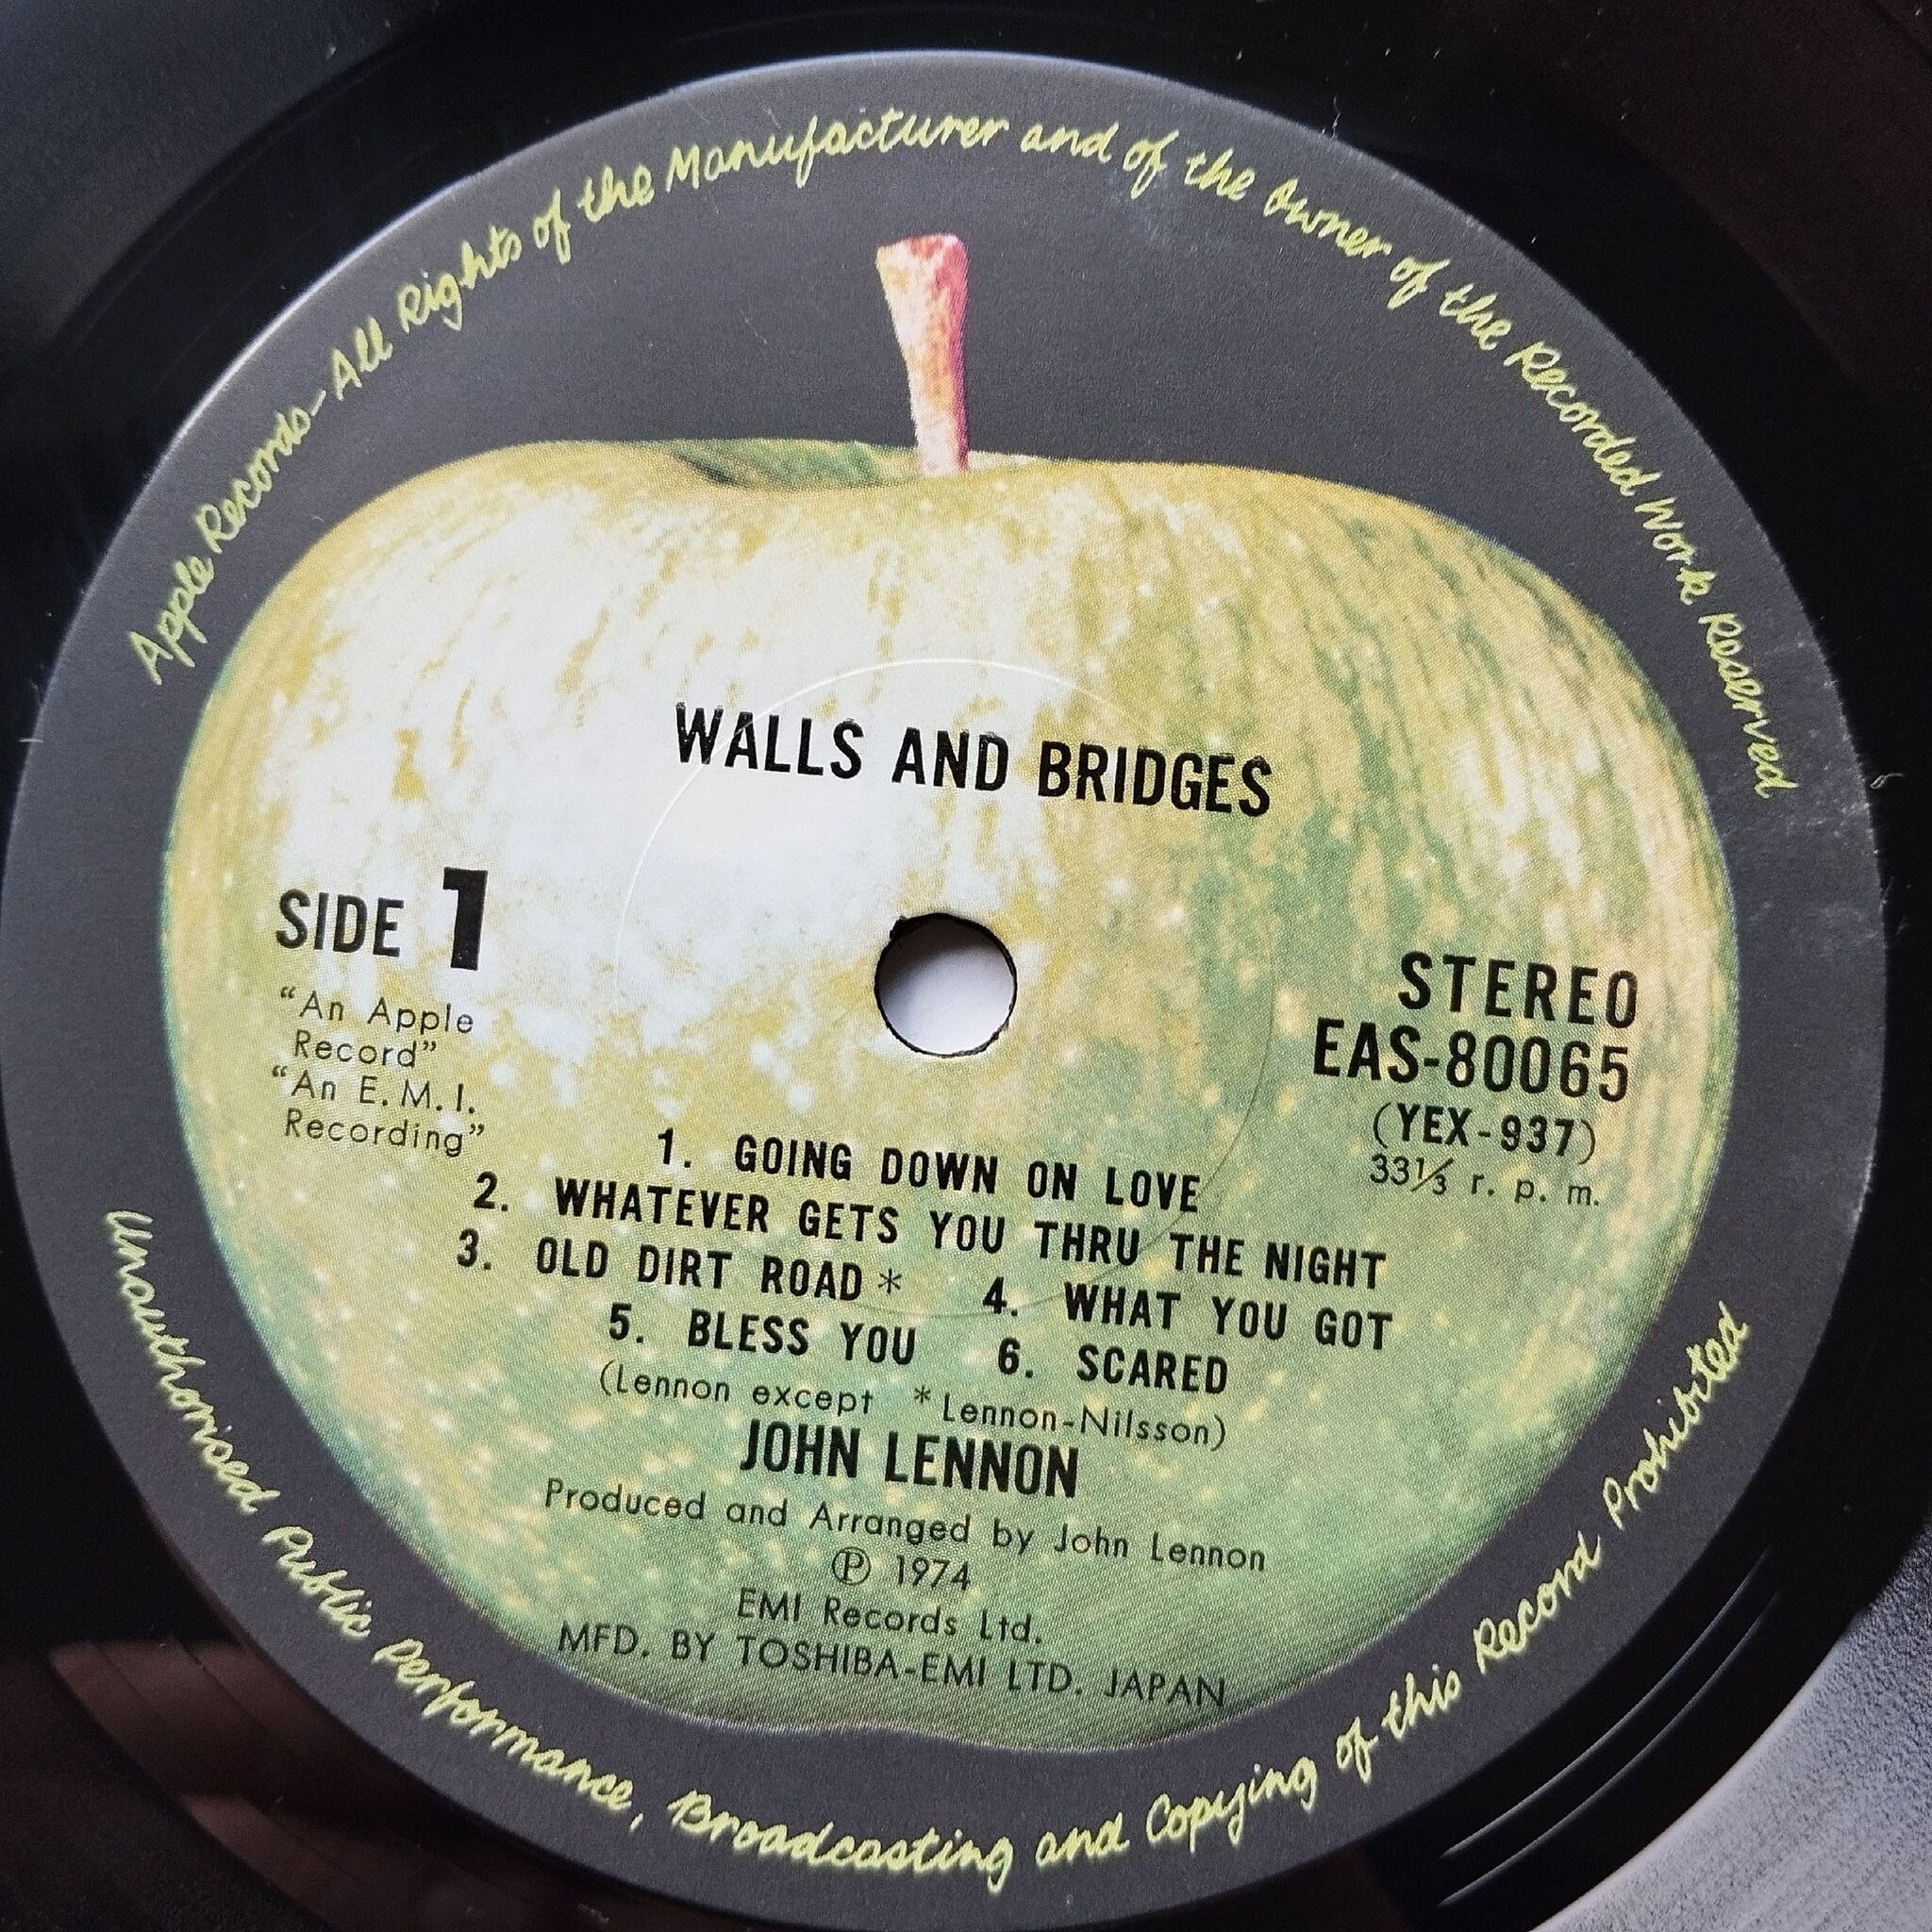 Apple Records - All Rights of the Manufacturer and of the Owner of the Recorded Work Reserved
WALLS AND BRIDGES
SIDE 1
"An Apple
Record"
"An E.M.I.
Recording"
STEREO
EAS-80065
(YEX-937)
33⅓ r. p. m.
1. GOING DOWN ON LOVE
2. WHATEVER GETS YOU THRU THE NIGHT
3. OLD DIRT ROAD * 4. WHAT YOU GOT
5. BLESS YOU 6. SCARED
(Lennon except *Lennon-Nilsson)
JOHN LENNON
Produced and Arranged by John Lennon
℗ 1974
EMI Records Ltd.
MFD. BY TOSHIBA-EMI LTD. JAPAN
Unauthorised Public Performance, Broadcasting and Copying of this Record Prohibited